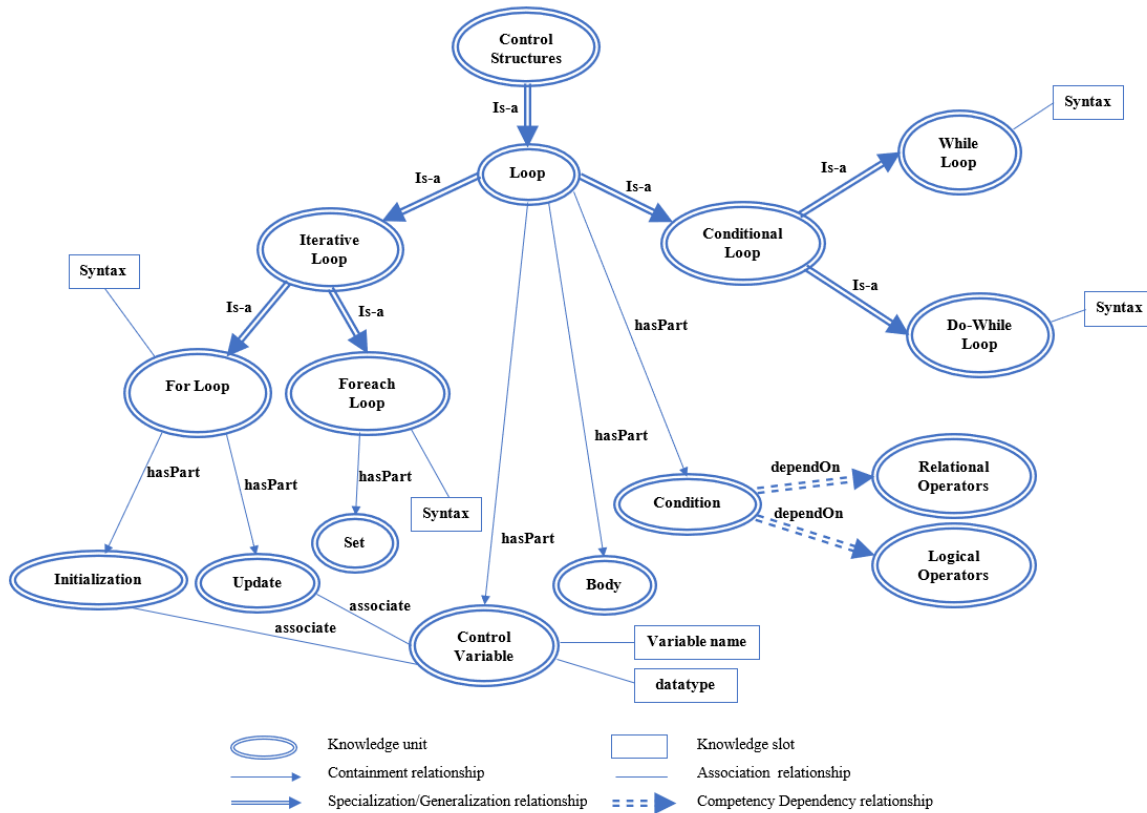 Control
Structures
Is-a
Syntax
While
Loop
Loop
Is-a
Is-a
Is-a
Iterative
Loop
Conditional
Loop
Syntax
Is-a
Is-a
Is-a
Syntax
hasPart
Do-While
Loop
For Loop
Foreach
Loop
hasPart
hasPart
hasPart
hasPart
dependOn
Relational
Operators
Condition
Syntax
dependOn
Set
hasPart
Logical
Operators
Initialization
Update
Body
associate
associate
Control
Variable
Variable name
datatype
Knowledge unit
Knowledge slot
Containment relationship
Association relationship
Specialization/Generalization relationship
Competency Dependency relationship